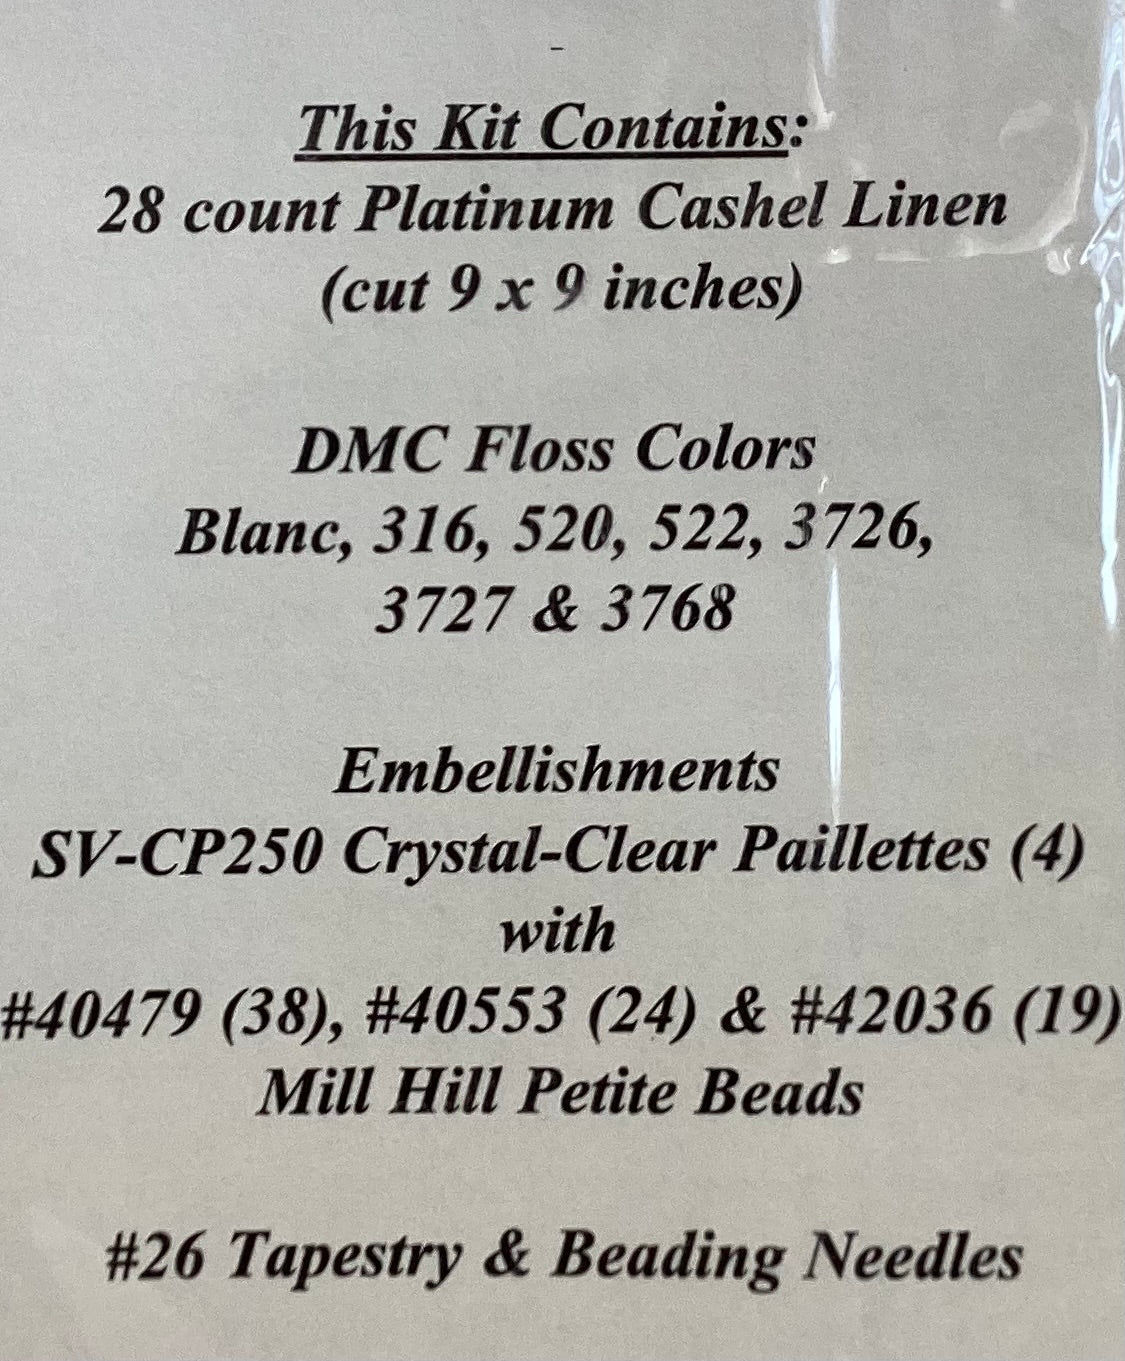 This Kit Contains:
28 count Platinum Cashel Linen
(cut 9 x 9 inches)
DMC Floss Colors
Blanc, 316, 520, 522, 3726,
3727 & 3768
Embellishments
SV-CP250 Crystal-Clear Paillettes (4)
with
#40479 (38), #40553 (24) & #42036 (19)
Mill Hill Petite Beads
#26 Tapestry & Beading Needles